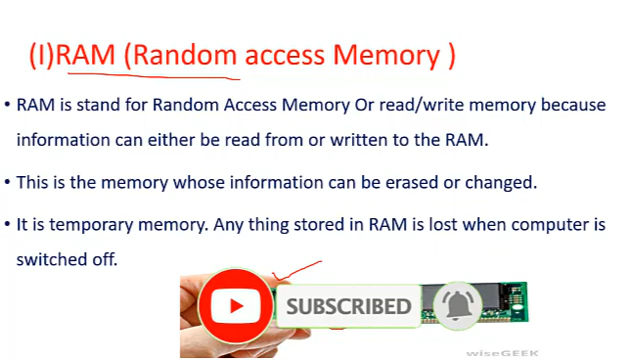 (I)RAM (Random access Memory )
• RAM is stand for Random Access Memory Or read/write memory because
information can either be read from or written to the RAM.
• This is the memory whose information can be erased or changed.
• It is temporary memory. Any thing stored in RAM is lost when computer is
switched off.
SUBSCRIBED
wiseGEEK